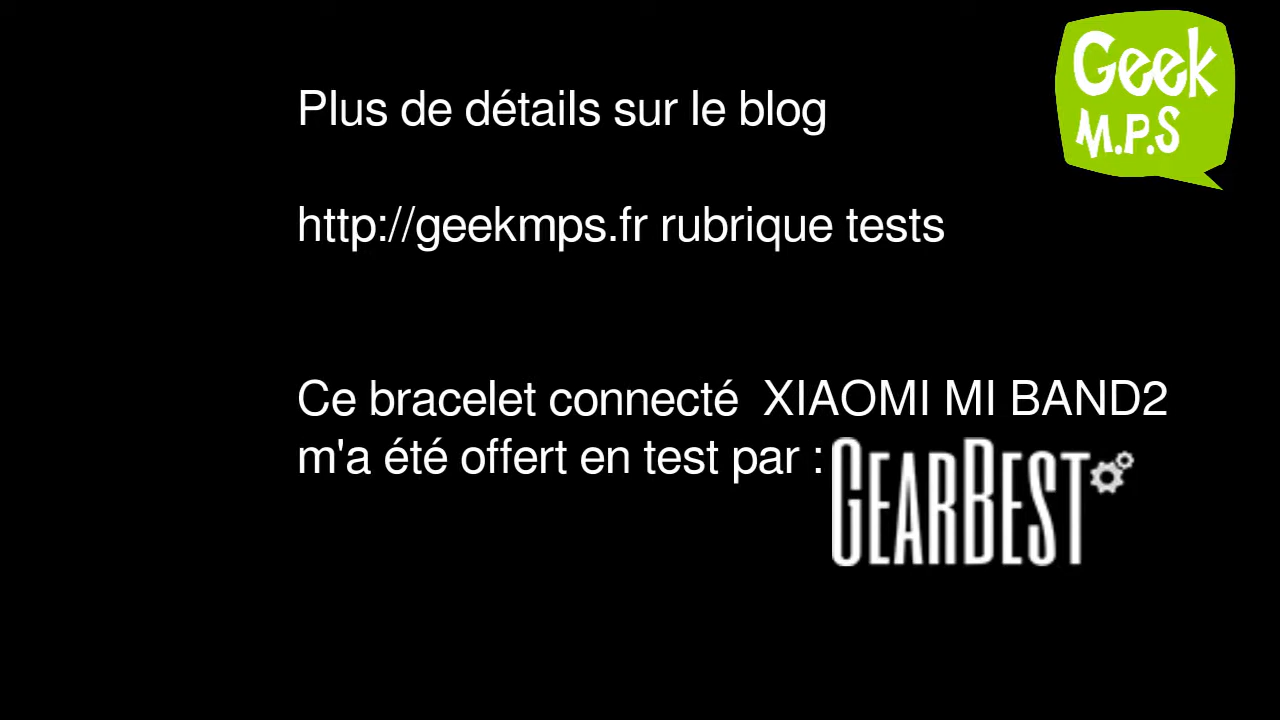 Geek
M.P.S
Plus de détails sur le blog
http://geekmps.fr rubrique tests
Ce bracelet connecté  XIAOMI MI BAND2
m'a été offert en test par :
GEARBEST